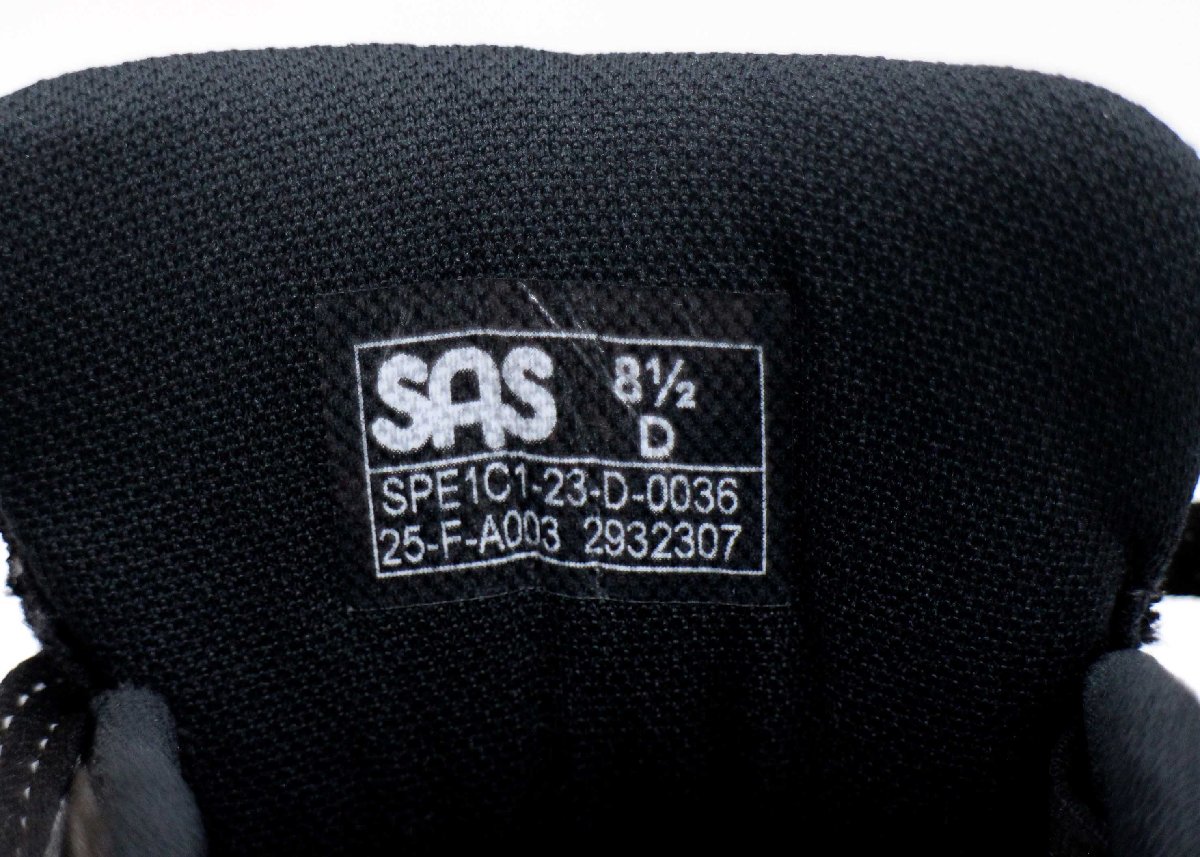 SAS 8½
D
SPE1C1-23-D-0036
25-F-A003 2932307